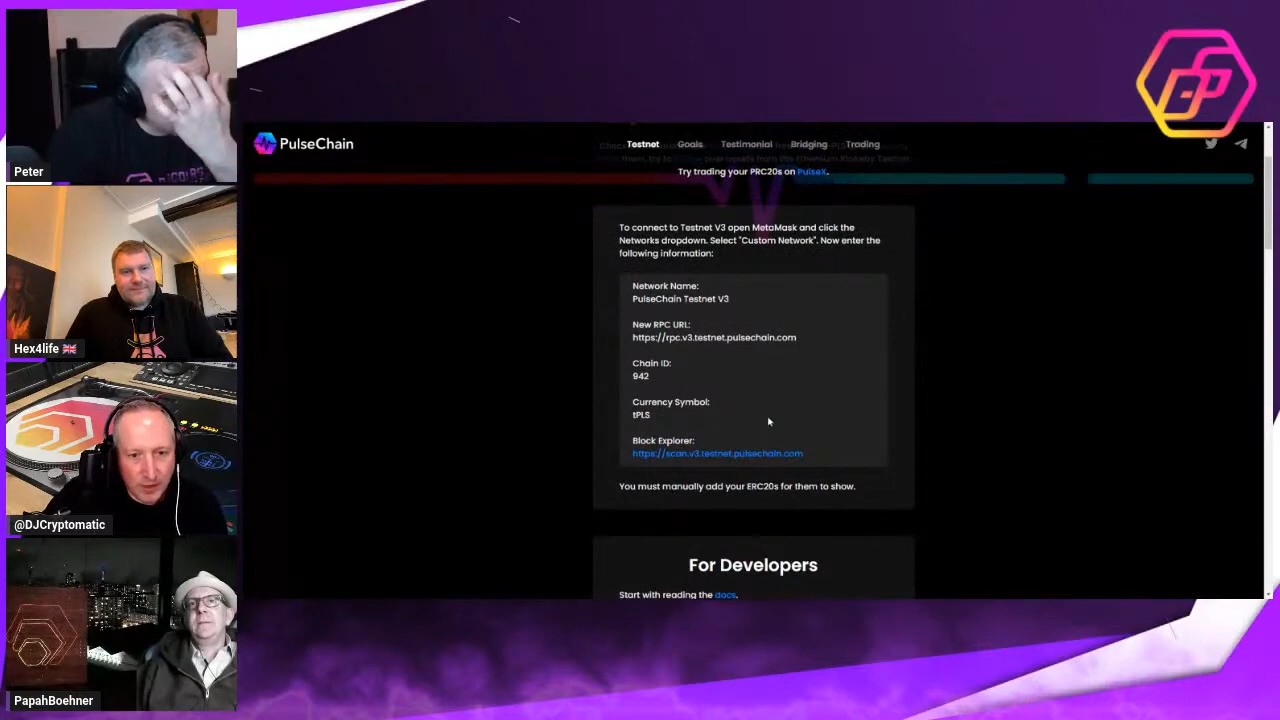 Peter
Hex4life
@DJCryptomatic
PapahBoehner
PulseChain
Testnet Goals Testimonial Bridging Trading
Try trading your PRC20s on PulseX.
To connect to Testnet V3 open MetaMask and click the
Networks dropdown. Select "Custom Network". Now enter the
following information:
Network Name:
PulseChain Testnet V3
New RPC URL:
https://rpc.v3.testnet.pulsechain.com
Chain ID:
942
Currency Symbol:
tPLS
Block Explorer:
https://scan.v3.testnet.pulsechain.com
You must manually add your ERC20s for them to show.
For Developers
Start with reading the docs.